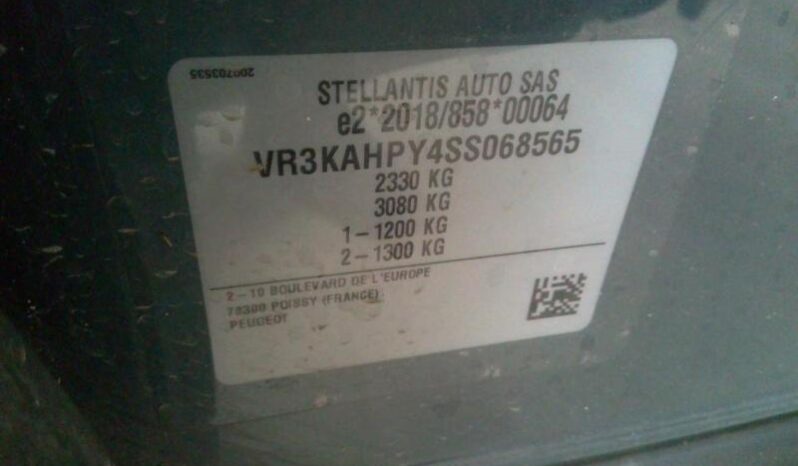 200703535
STELLANTIS AUTO SAS
e2*2018/858*00064
VR3KAHPY4SS068565
2330 KG
3080 KG
1-1200 KG
2-1300 KG
2-10 BOULEVARD DE L'EUROPE
78300 POISSY (FRANCE)
PEUGEOT